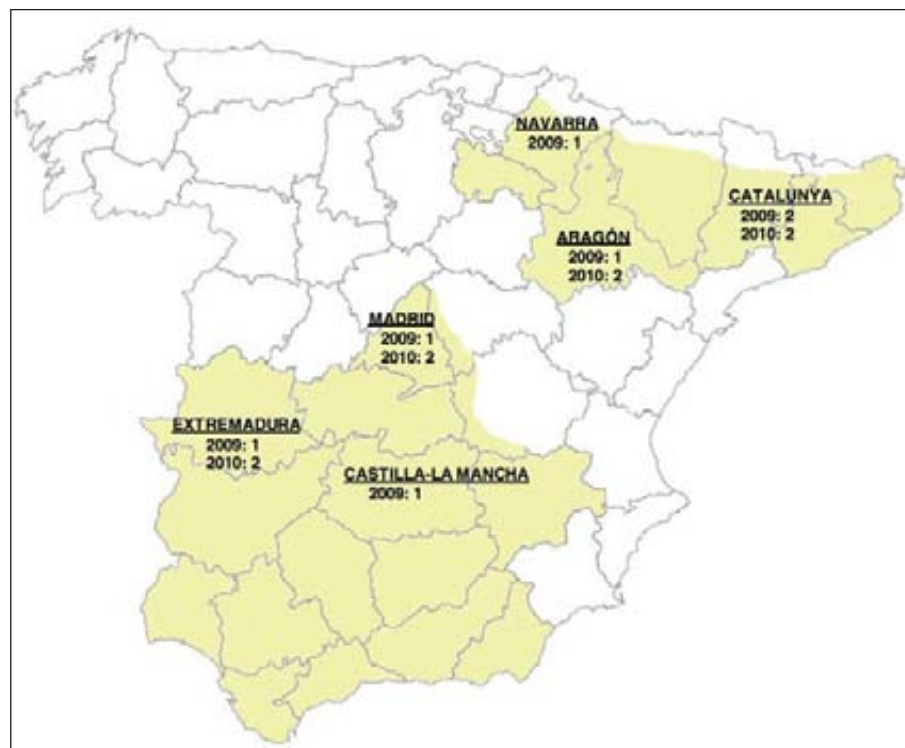 NAVARRA
2009: 1
CATALUNYA
2009: 2
2010: 2
ARAGÓN
2009: 1
2010: 2
MADRID
2009: 1
2010: 2
EXTREMADURA
2009: 1
2010: 2
CASTILLA-LA MANCHA
2009: 1